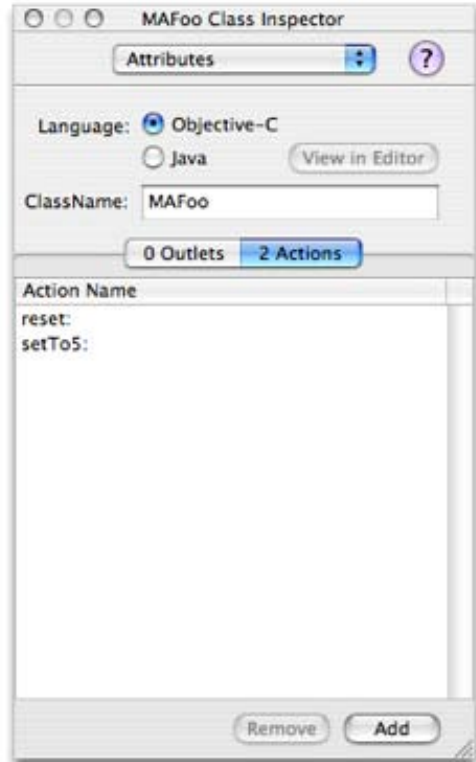 MAFoo Class Inspector
Attributes
?
Language: Objective-C
Java View in Editor
ClassName: MAFoo
0 Outlets 2 Actions
Action Name
reset:
setTo5:
Remove Add